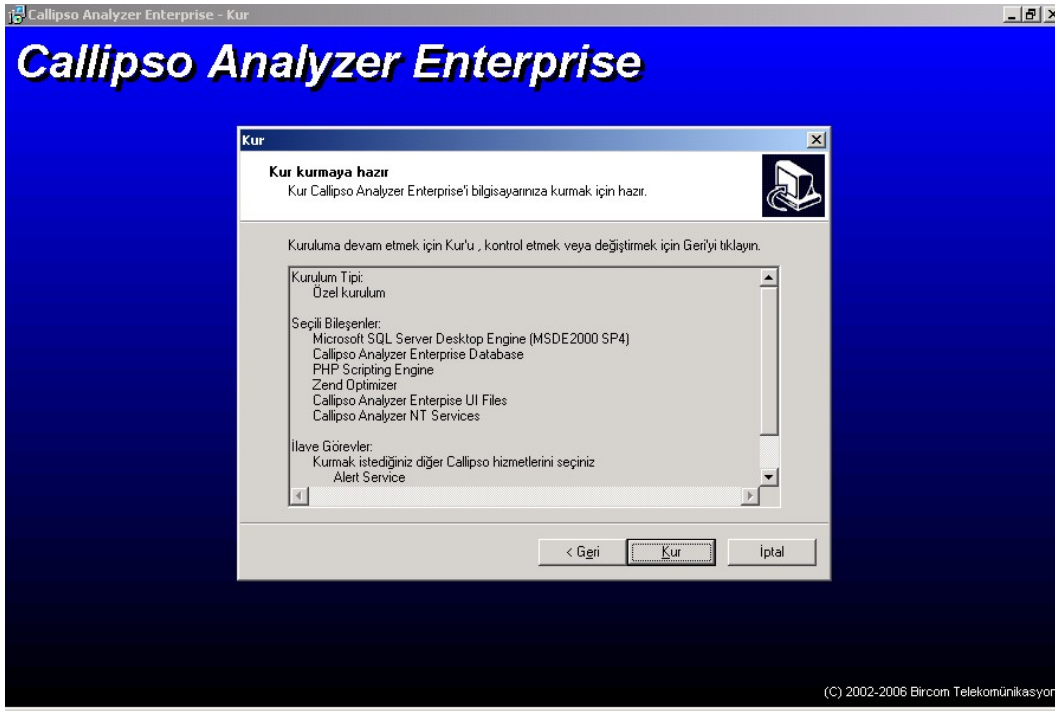 Callipso Analyzer Enterprise - Kur
Callipso Analyzer Enterprise
Kur
Kur kurmaya hazır
Kur Callipso Analyzer Enterprise'i bilgisayarınıza kurmak için hazır.
Kuruluma devam etmek için Kur'u , kontrol etmek veya değiştirmek için Geri'yi tıklayın.
Kurulum Tipi:
Özel kurulum
Seçili Bileşenler:
Microsoft SQL Server Desktop Engine (MSDE2000 SP4)
Callipso Analyzer Enterprise Database
PHP Scripting Engine
Zend Optimizer
Callipso Analyzer Enterpise UI Files
Callipso Analyzer NT Services
İlave Görevler:
Kurmak istediğiniz diğer Callipso hizmetlerini seçiniz
Alert Service
< Geri Kur İptal
(C) 2002-2006 Bircom Telekomünikasyon